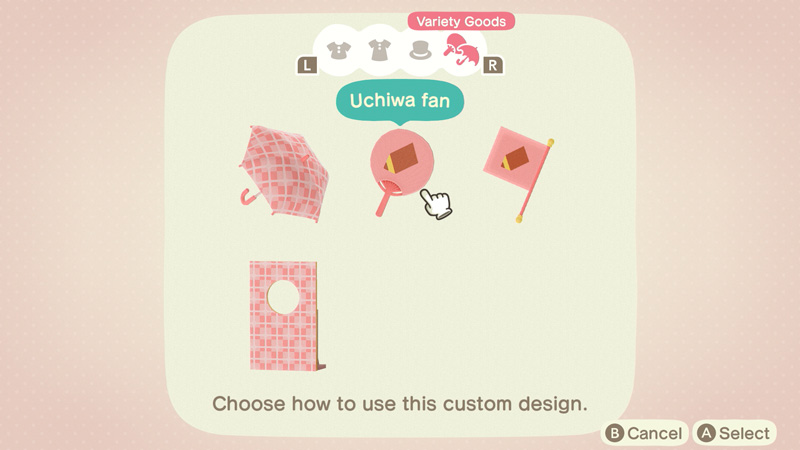 Variety Goods
L
R
Uchiwa fan
Choose how to use this custom design.
B Cancel A Select